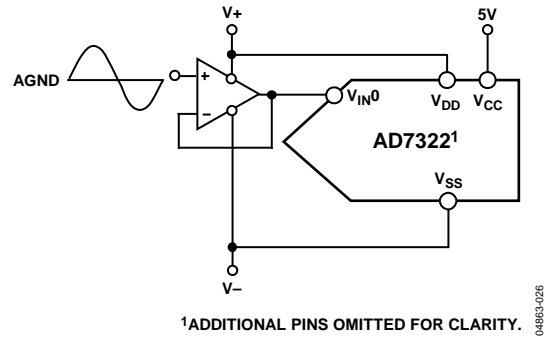 V+
5V
AGND
+
−
VIN0
VDD
VCC
AD7322¹
VSS
V−
¹ADDITIONAL PINS OMITTED FOR CLARITY.
04863-026